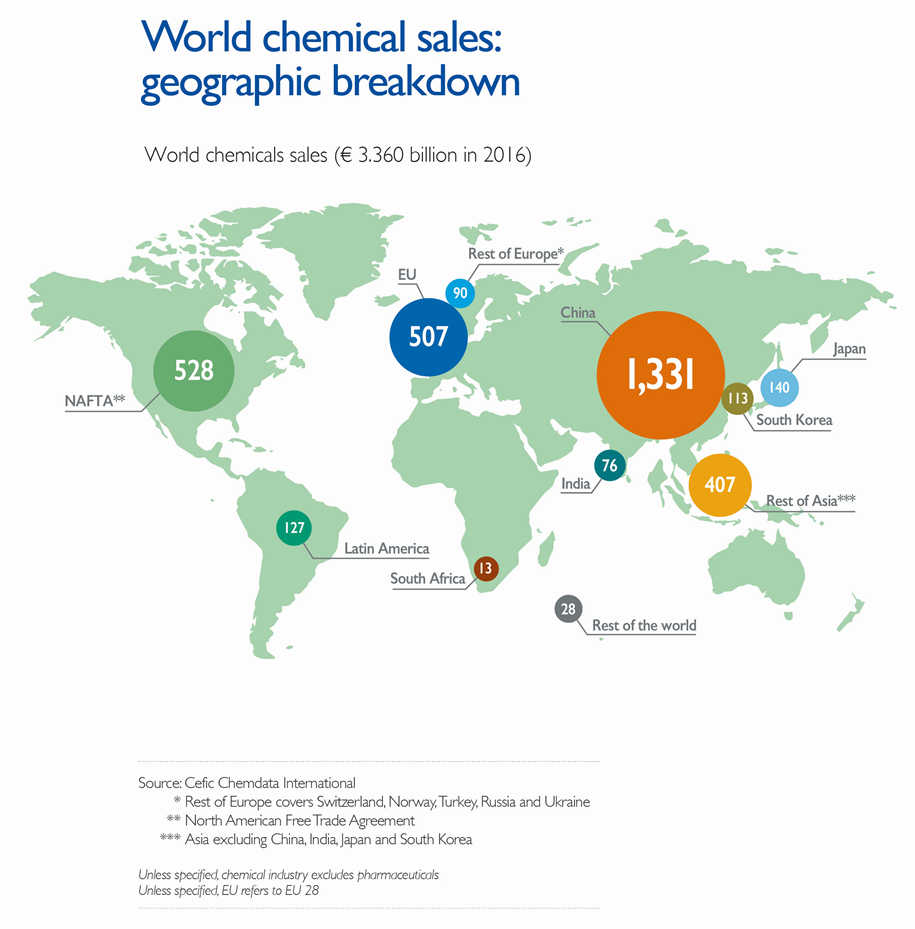 World chemical sales:
geographic breakdown
World chemicals sales (€ 3.360 billion in 2016)
Rest of Europe*
EU
90
China
507
Japan
528
1,331
140
113
NAFTA**
South Korea
76
India
407
Rest of Asia***
127
Latin America
13
South Africa
28
Rest of the world
Source: Cefic Chemdata International
* Rest of Europe covers Switzerland, Norway, Turkey, Russia and Ukraine
** North American Free Trade Agreement
*** Asia excluding China, India, Japan and South Korea
Unless specified, chemical industry excludes pharmaceuticals
Unless specified, EU refers to EU 28